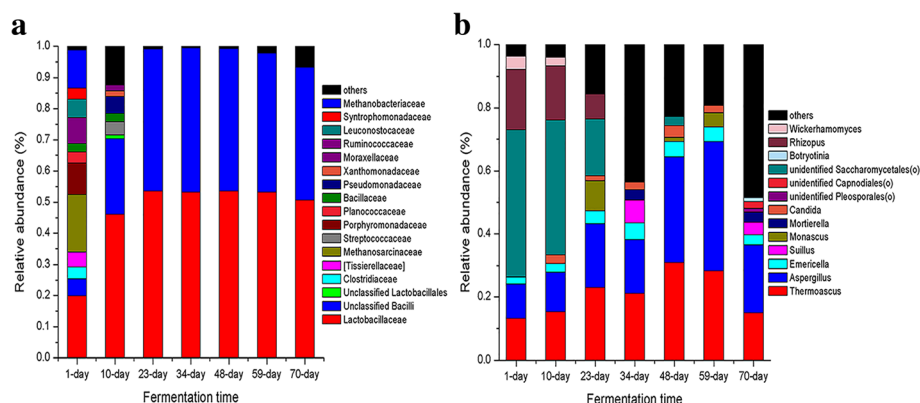 a
Relative abundance (%)
1.0
0.9
0.8
0.7
0.6
0.5
0.4
0.3
0.2
0.1
0.0
1-day 10-day 23-day 34-day 48-day 59-day 70-day
Fermentation time
others
Methanobacteriaceae
Syntrophomonadaceae
Leuconostocaceae
Ruminococcaceae
Moraxellaceae
Xanthomonadaceae
Pseudomonadaceae
Bacillaceae
Planococcaceae
Porphyromonadaceae
Streptococcaceae
Methanosarcinaceae
[Tissierellaceae]
Clostridiaceae
Unclassified Lactobacillales
Unclassified Bacilli
Lactobacillaceae
b
Relative abundance (%)
1.0
0.8
0.6
0.4
0.2
0.0
1-day 10-day 23-day 34-day 48-day 59-day 70-day
Fermentation time
others
Wickerhamomyces
Rhizopus
Botryotinia
unidentified Saccharomycetales(o)
unidentified Capnodiales(o)
unidentified Pleosporales(o)
Candida
Mortierella
Monascus
Suillus
Emericella
Aspergillus
Thermoascus